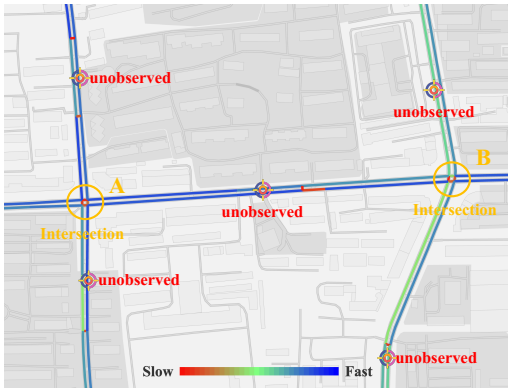 unobserved
unobserved
A
B
unobserved
Intersection
Intersection
unobserved
Slow Fast
unobserved